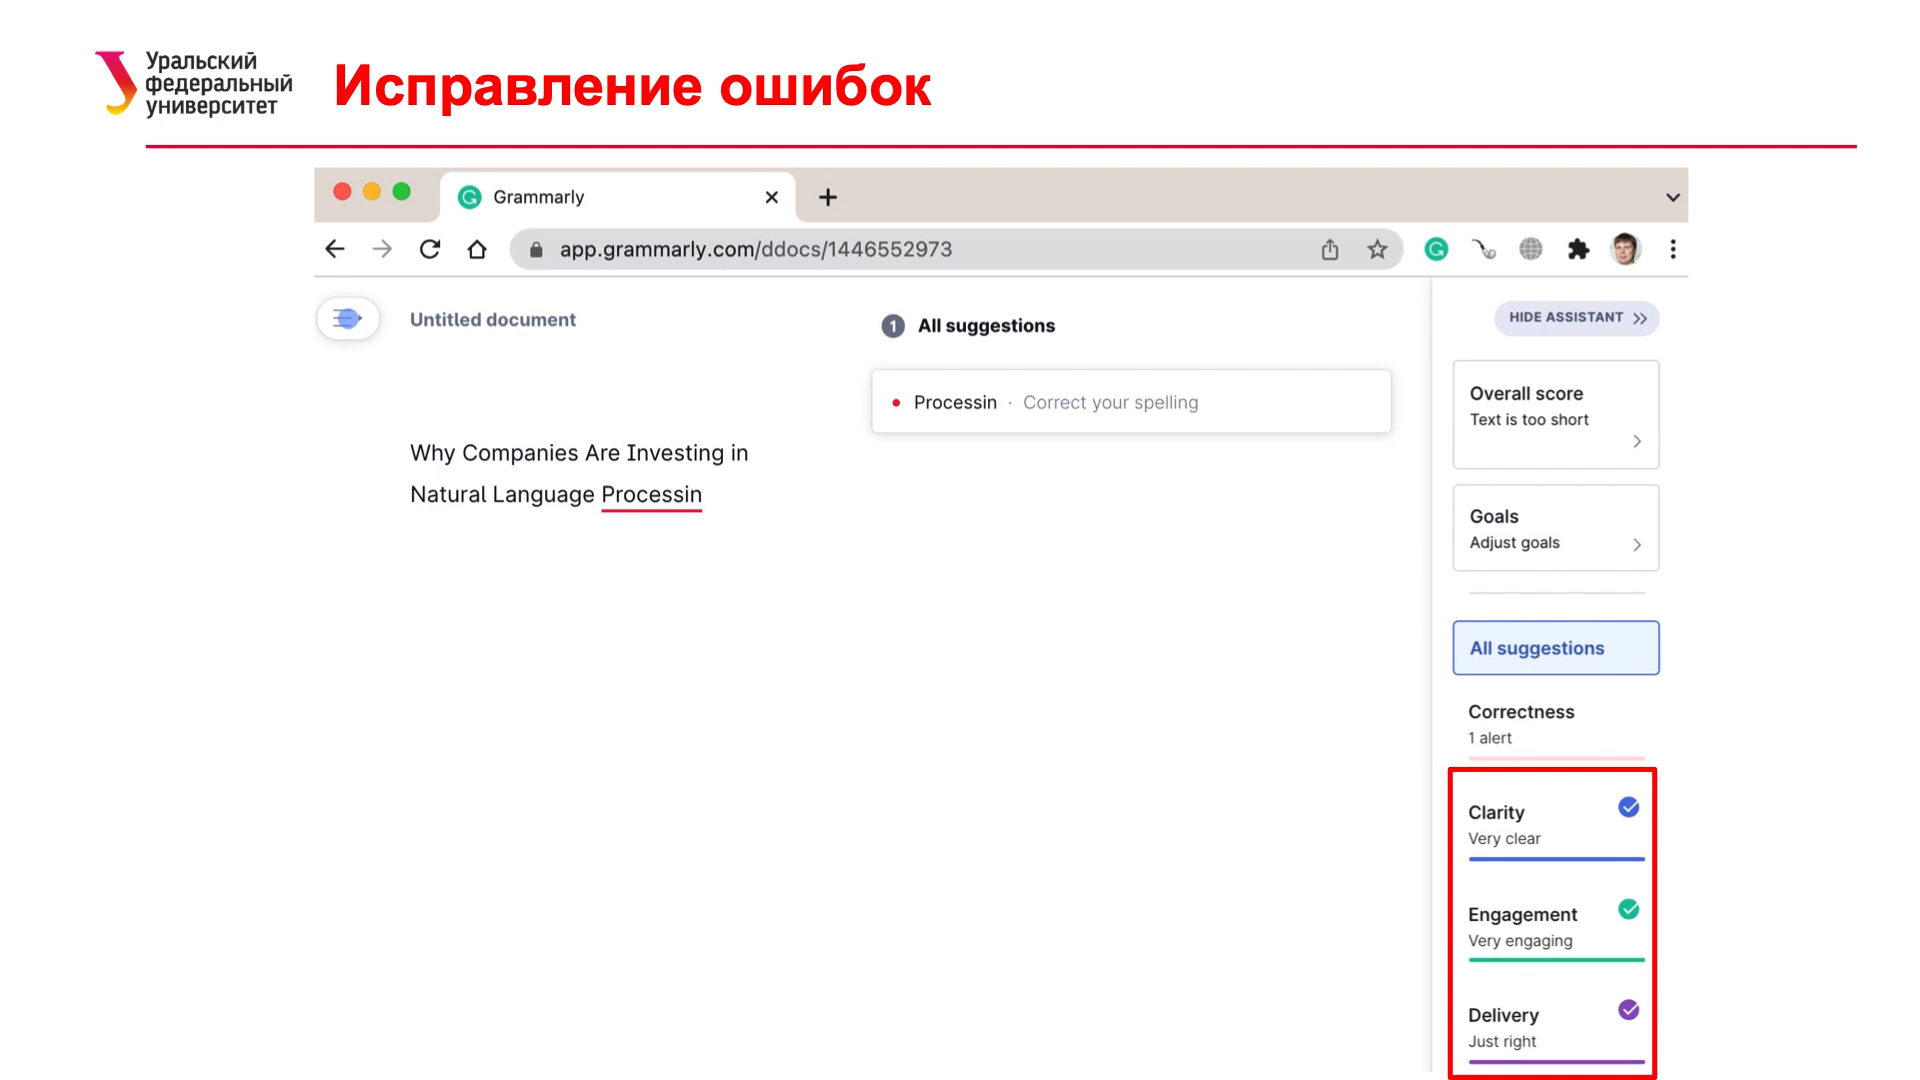 Уральский
федеральный
университет
Исправление ошибок
Grammarly
app.grammarly.com/ddocs/1446552973
Untitled document
1 All suggestions
HIDE ASSISTANT
Processin · Correct your spelling
Why Companies Are Investing in
Natural Language Processin
Overall score
Text is too short
Goals
Adjust goals
All suggestions
Correctness
1 alert
Clarity
Very clear
Engagement
Very engaging
Delivery
Just right